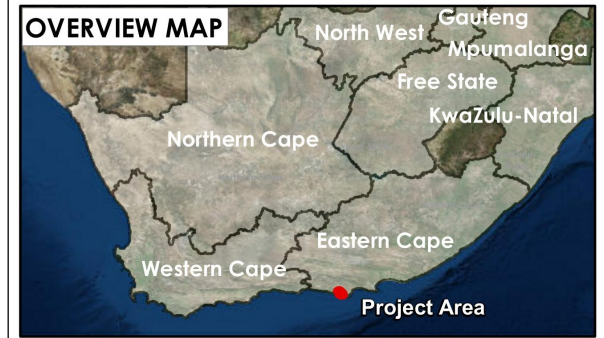 OVERVIEW MAP
Gauteng
North West
Mpumalanga
Free State
KwaZulu-Natal
Northern Cape
Eastern Cape
Western Cape
Project Area